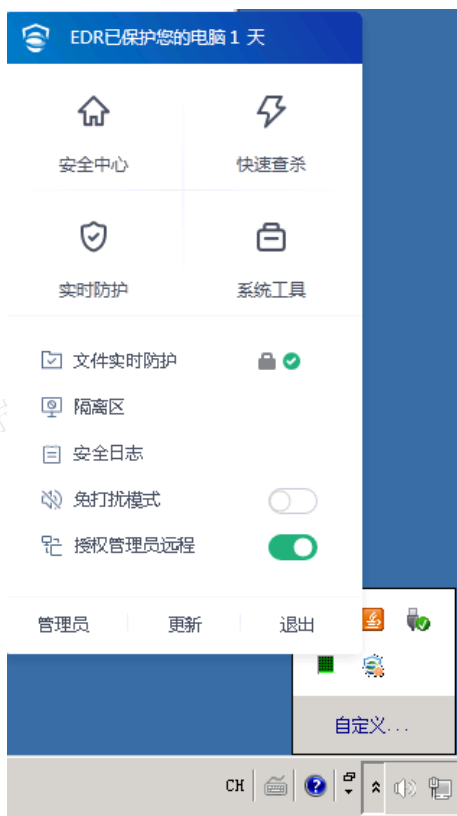 EDR已保护您的电脑 1 天
安全中心 快速查杀
实时防护 系统工具
文件实时防护
隔离区
安全日志
免打扰模式
授权管理员远程
管理员 更新 退出
自定义...
CH